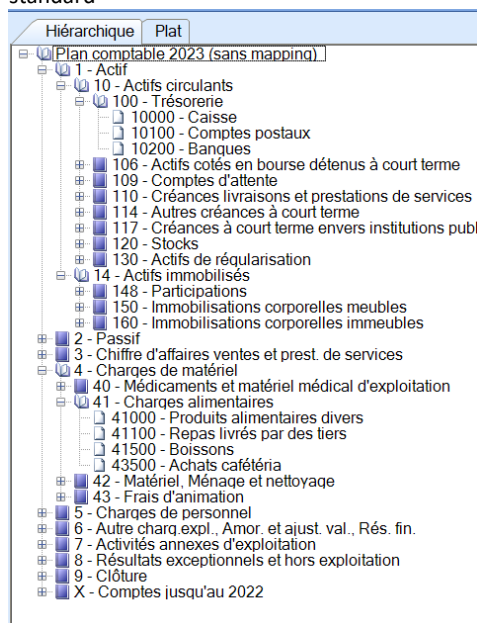 standard
Hiérarchique Plat
Plan comptable 2023 (sans mapping)
1 - Actif
10 - Actifs circulants
100 - Trésorerie
10000 - Caisse
10100 - Comptes postaux
10200 - Banques
106 - Actifs cotés en bourse détenus à court terme
109 - Comptes d'attente
110 - Créances livraisons et prestations de services
114 - Autres créances à court terme
117 - Créances à court terme envers institutions publ
120 - Stocks
130 - Actifs de régularisation
14 - Actifs immobilisés
148 - Participations
150 - Immobilisations corporelles meubles
160 - Immobilisations corporelles immeubles
2 - Passif
3 - Chiffre d'affaires ventes et prest. de services
4 - Charges de matériel
40 - Médicaments et matériel médical d'exploitation
41 - Charges alimentaires
41000 - Produits alimentaires divers
41100 - Repas livrés par des tiers
41500 - Boissons
43500 - Achats cafétéria
42 - Matériel, Ménage et nettoyage
43 - Frais d'animation
5 - Charges de personnel
6 - Autre charg.expl., Amor. et ajust. val., Rés. fin.
7 - Activités annexes d'exploitation
8 - Résultats exceptionnels et hors exploitation
9 - Clôture
X - Comptes jusqu'au 2022